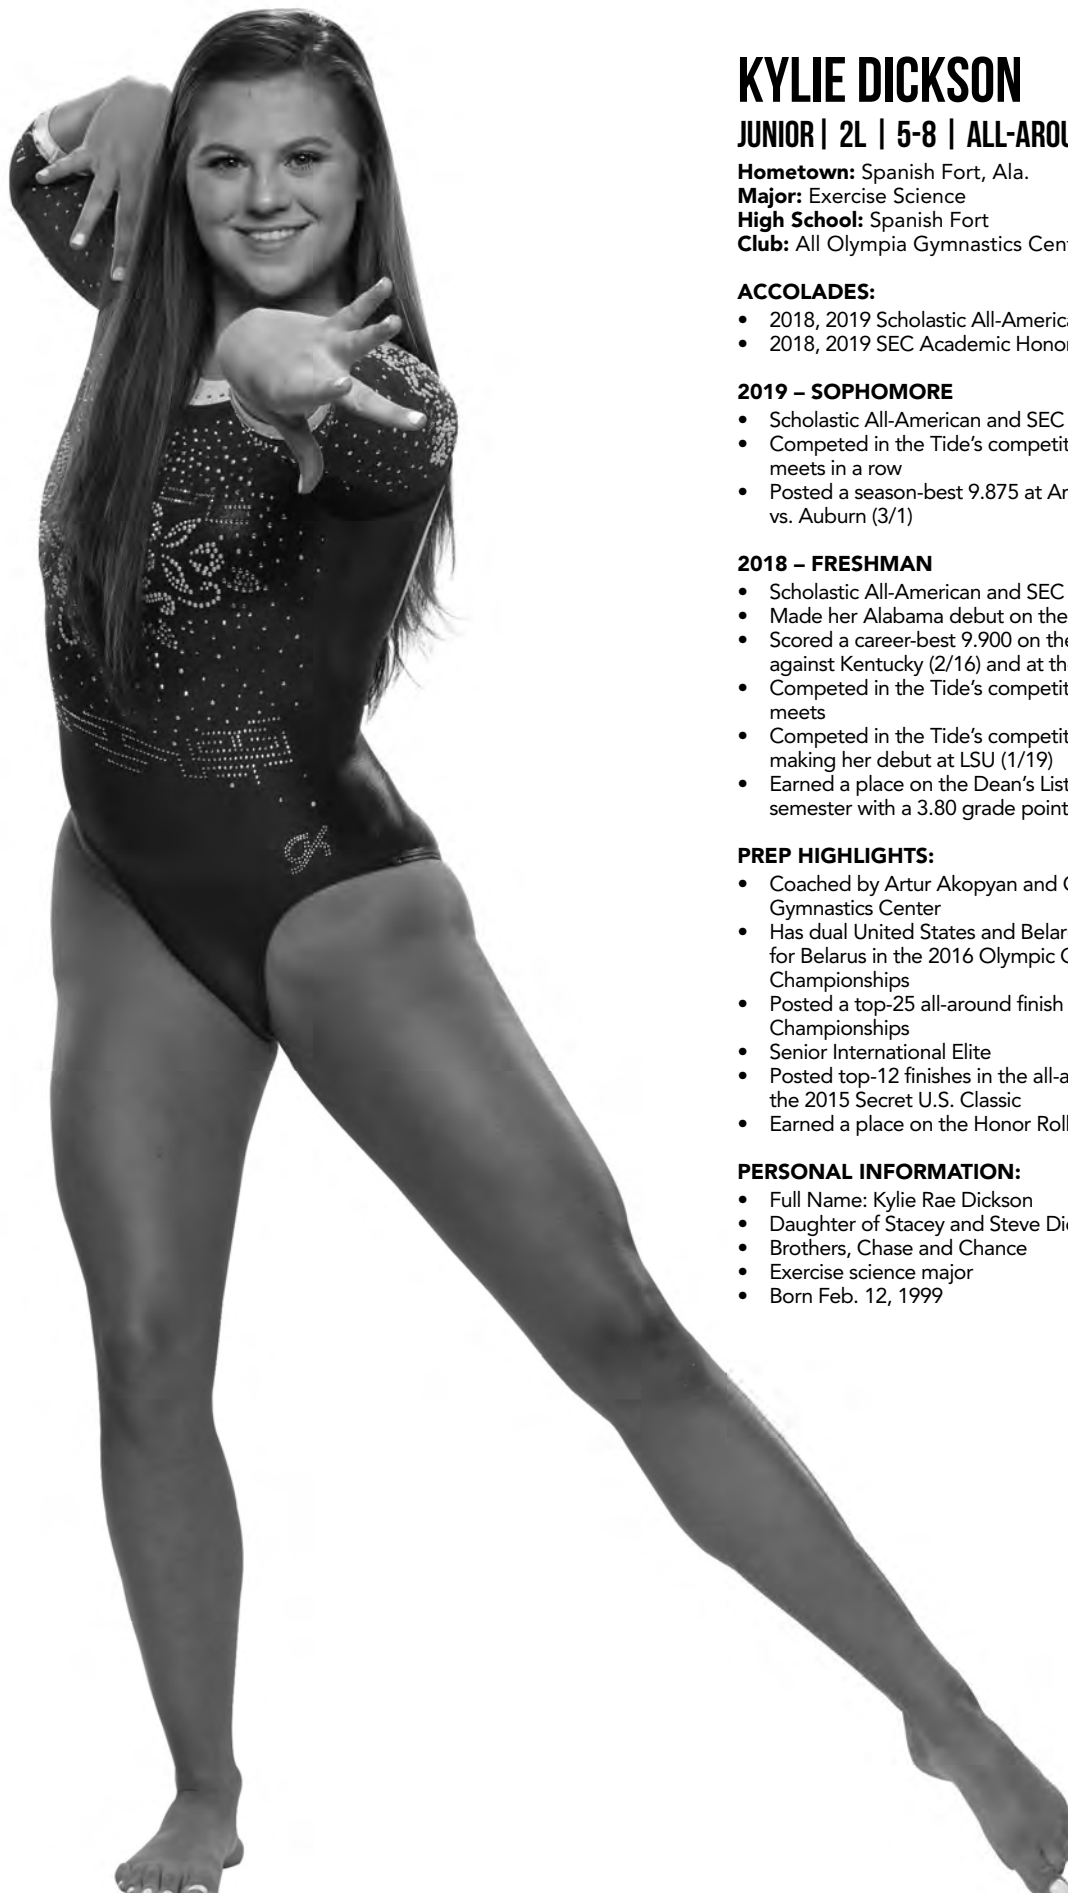 KYLIE DICKSON
JUNIOR | 2L | 5-8 | ALL-AROU
Hometown: Spanish Fort, Ala.
Major: Exercise Science
High School: Spanish Fort
Club: All Olympia Gymnastics Cen
ACCOLADES:
• 2018, 2019 Scholastic All-Americ
• 2018, 2019 SEC Academic Honor
2019 – SOPHOMORE
• Scholastic All-American and SEC
• Competed in the Tide’s competit
meets in a row
• Posted a season-best 9.875 at Ar
vs. Auburn (3/1)
2018 – FRESHMAN
• Scholastic All-American and SEC
• Made her Alabama debut on the
• Scored a career-best 9.900 on the
against Kentucky (2/16) and at th
• Competed in the Tide’s competit
meets
• Competed in the Tide’s competit
making her debut at LSU (1/19)
• Earned a place on the Dean’s List
semester with a 3.80 grade point
PREP HIGHLIGHTS:
• Coached by Artur Akopyan and
Gymnastics Center
• Has dual United States and Belar
for Belarus in the 2016 Olympic
Championships
• Posted a top-25 all-around finish
Championships
• Senior International Elite
• Posted top-12 finishes in the all-a
the 2015 Secret U.S. Classic
• Earned a place on the Honor Roll
PERSONAL INFORMATION:
• Full Name: Kylie Rae Dickson
• Daughter of Stacey and Steve Di
• Brothers, Chase and Chance
• Exercise science major
• Born Feb. 12, 1999
GK